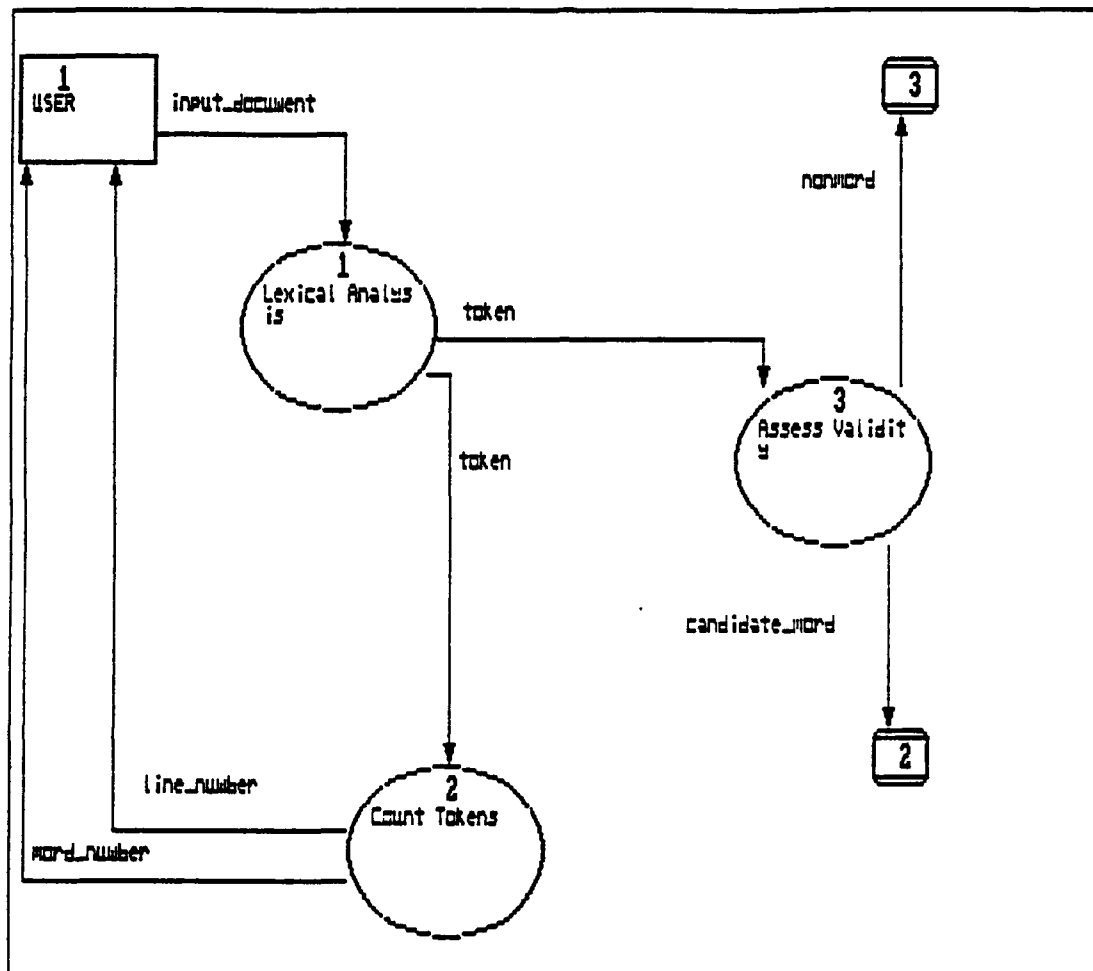 1
USER
input_document
3
nonword
1
Lexical Analys
is
token
3
Assess Validit
y
token
candidate_word
2
line_number
2
Count Tokens
word_number